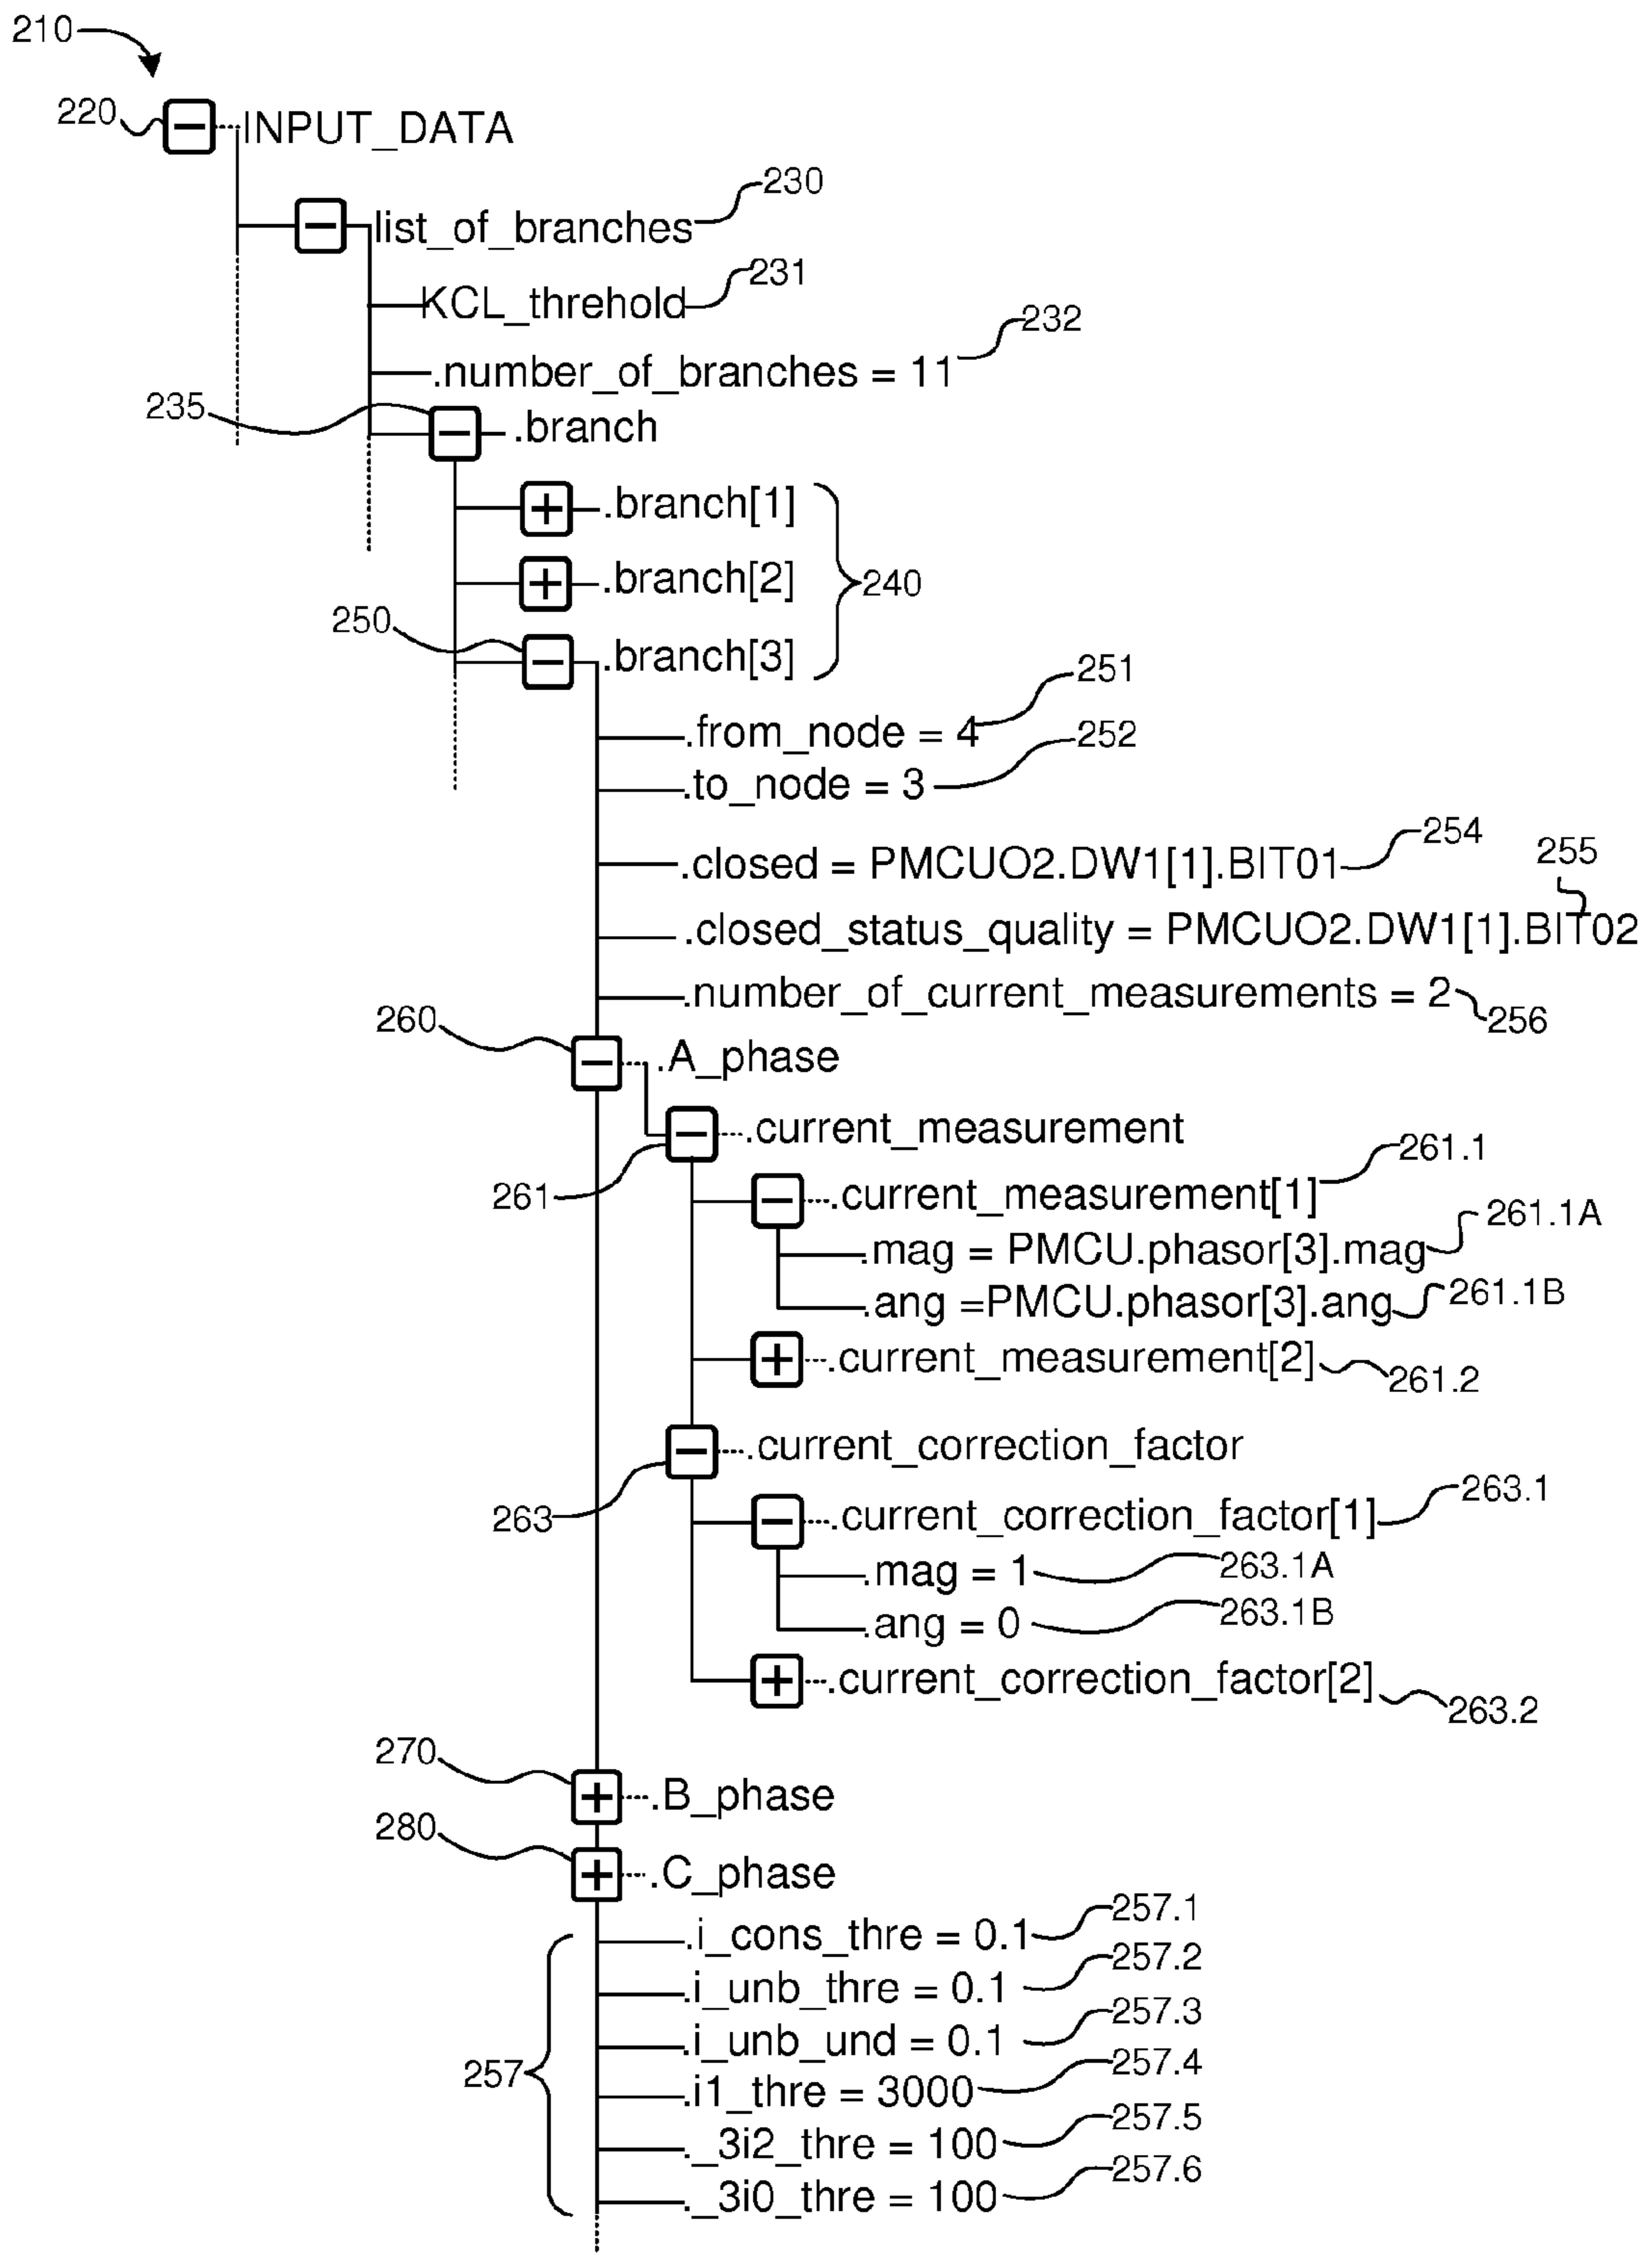 210
220 INPUT_DATA
230
list_of_branches
231
KCL_threhold
232
.number_of_branches = 11
235 .branch
.branch[1]
.branch[2] 240
250 .branch[3]
251
.from_node = 4
252
.to_node = 3
254
.closed = PMCUO2.DW1[1].BIT01
255
.closed_status_quality = PMCUO2.DW1[1].BIT02
.number_of_current_measurements = 2
256
260 .A_phase
.current_measurement
261.1
261 .current_measurement[1]
261.1A
.mag = PMCU.phasor[3].mag
.ang =PMCU.phasor[3].ang 261.1B
.current_measurement[2] 261.2
.current_correction_factor
263.1
263 .current_correction_factor[1]
.mag = 1 263.1A
.ang = 0 263.1B
.current_correction_factor[2]
263.2
270 .B_phase
280 .C_phase
257.1
.i_cons_thre = 0.1
257.2
.i_unb_thre = 0.1
257.3
.i_unb_und = 0.1
257.4
257 .i1_thre = 3000
257.5
._3i2_thre = 100
257.6
._3i0_thre = 100